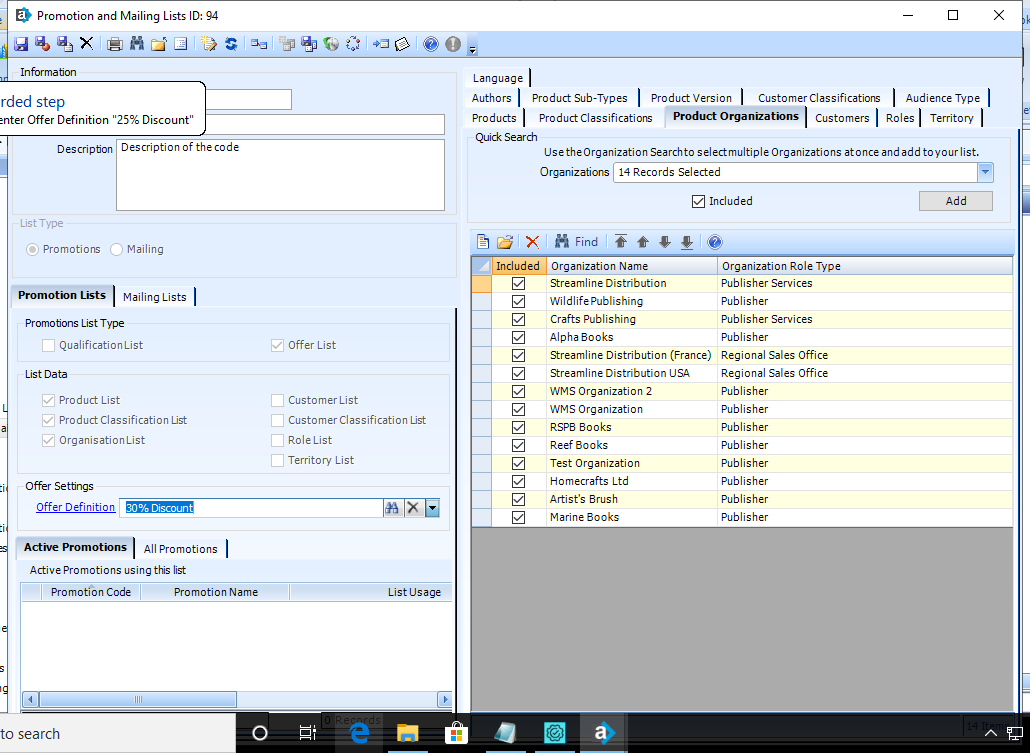 Promotion and Mailing Lists ID: 94
Information
rded step
enter Offer Definition "25% Discount"
Description
Description of the code
List Type
Promotions
Mailing
Promotion Lists
Mailing Lists
Promotions List Type
Qualification List
Offer List
List Data
Product List
Customer List
Product Classification List
Customer Classification List
Organisation List
Role List
Territory List
Offer Settings
Offer Definition
30% Discount
Active Promotions
All Promotions
Active Promotions using this list
Promotion Code
Promotion Name
List Usage
Language
Authors
Product Sub-Types
Product Version
Customer Classifications
Audience Type
Products
Product Classifications
Product Organizations
Customers
Roles
Territory
Quick Search
Use the Organization Search to select multiple Organizations at once and add to your list.
Organizations
14 Records Selected
Included
Add
Find
Included Organization Name Organization Role Type
Streamline Distribution Publisher Services
Wildlife Publishing Publisher
Crafts Publishing Publisher Services
Alpha Books Publisher
Streamline Distribution (France) Regional Sales Office
Streamline Distribution USA Regional Sales Office
WMS Organization 2 Publisher
WMS Organization Publisher
RSPB Books Publisher
Reef Books Publisher
Test Organization Publisher
Homecrafts Ltd Publisher
Artist's Brush Publisher
Marine Books Publisher
0 Records
to search